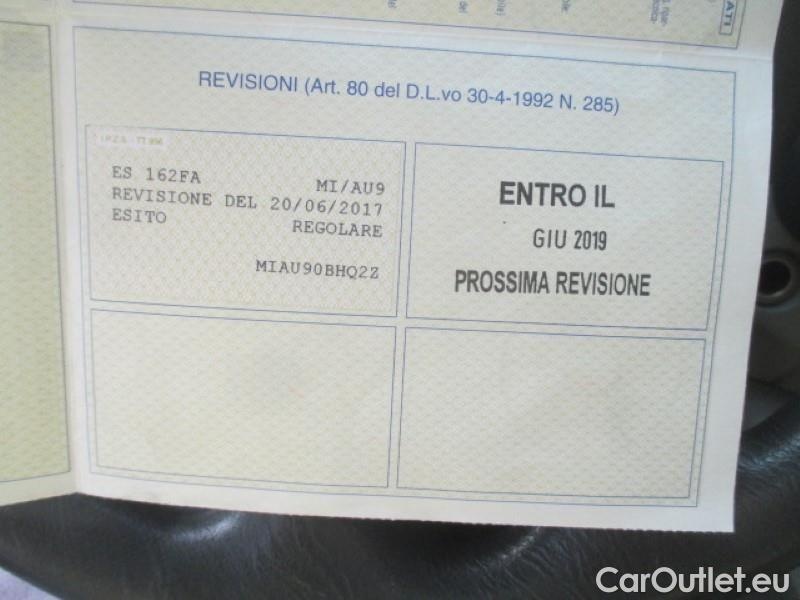 ATI
REVISIONI (Art. 80 del D.L.vo 30-4-1992 N. 285)
ES 162FA MI/AU9
REVISIONE DEL 20/06/2017
ESITO REGOLARE
MIAU90BHQ2Z
ENTRO IL
GIU 2019
PROSSIMA REVISIONE
CarOutlet.eu